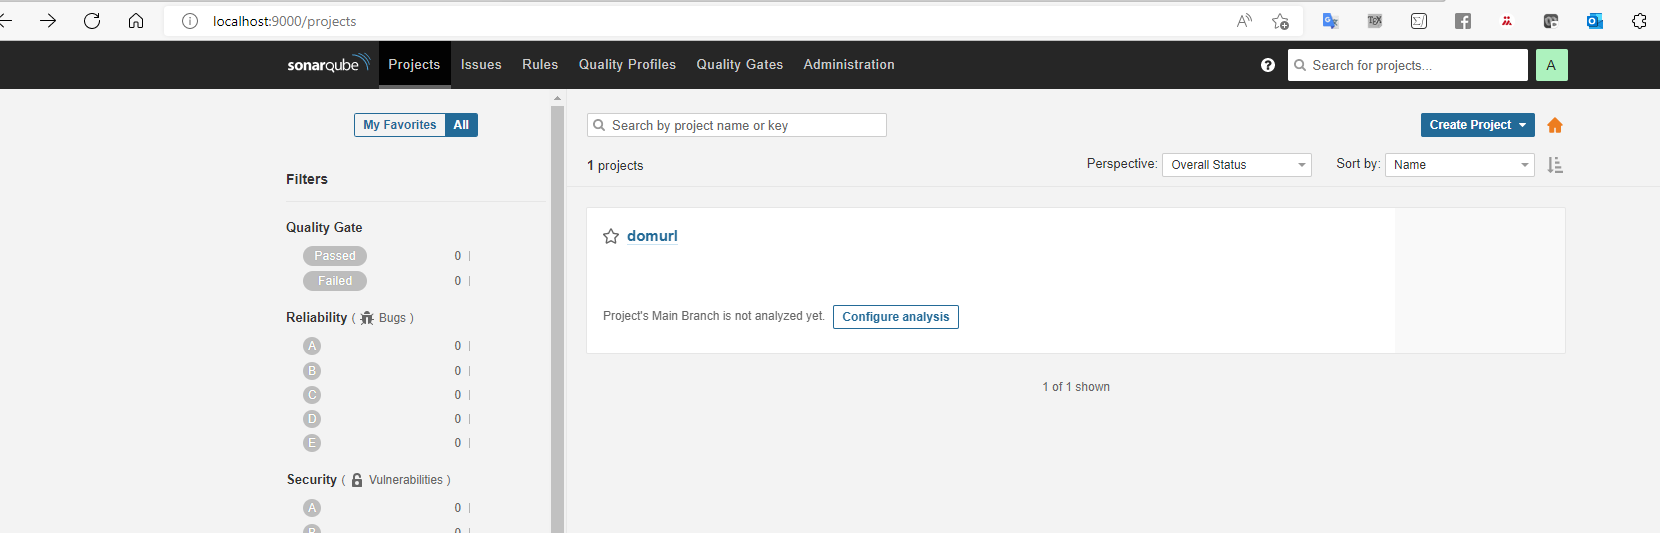 localhost:9000/projects
sonarqube Projects Issues Rules Quality Profiles Quality Gates Administration ? Search for projects... A
My Favorites All
Search by project name or key
Create Project
1 projects
Perspective: Overall Status Sort by: Name
Filters
Quality Gate
Passed 0
Failed 0
Reliability ( Bugs )
A 0
B 0
C 0
D 0
E 0
Security ( Vulnerabilities )
A 0
domurl
Project's Main Branch is not analyzed yet. Configure analysis
1 of 1 shown